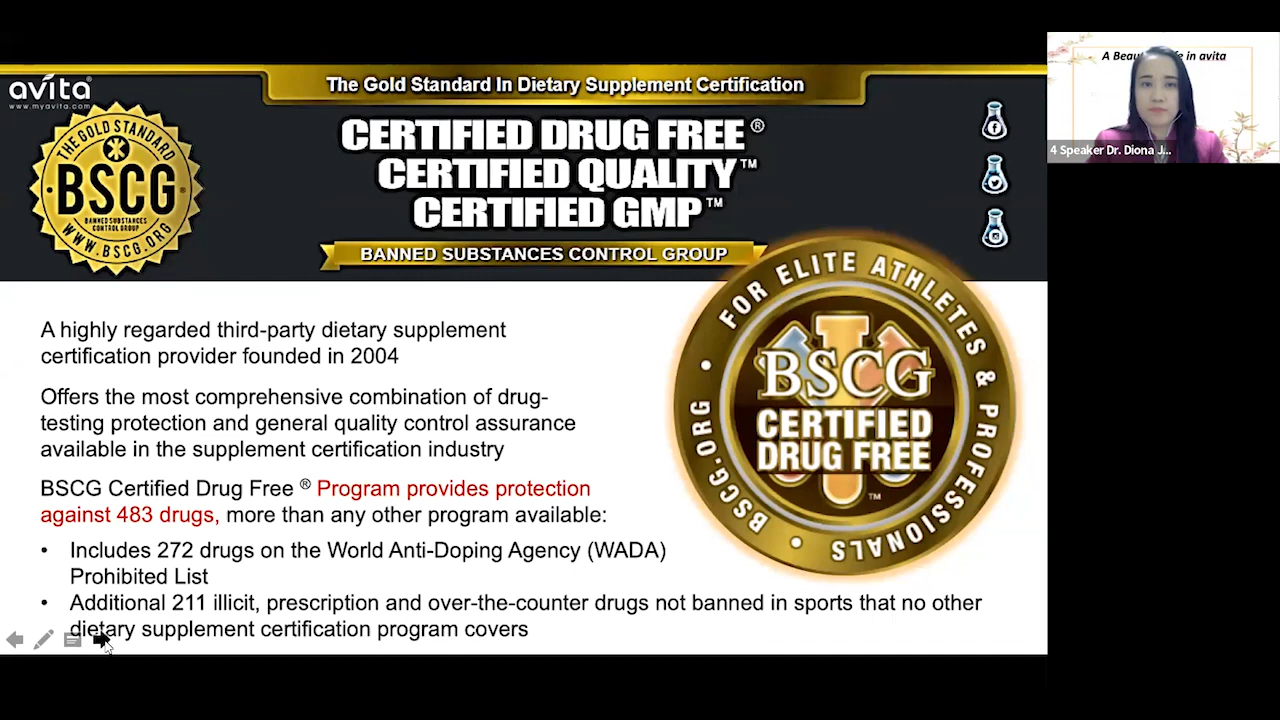 avita®
www.myavita.com
The Gold Standard In Dietary Supplement Certification
THE GOLD STANDARD
BSCG®
BANNED SUBSTANCES
CONTROL GROUP
WWW.BSCG.ORG
CERTIFIED DRUG FREE®
CERTIFIED QUALITY™
CERTIFIED GMP™
BANNED SUBSTANCES CONTROL GROUP
A highly regarded third-party dietary supplement
certification provider founded in 2004
Offers the most comprehensive combination of drug-
testing protection and general quality control assurance
available in the supplement certification industry
BSCG Certified Drug Free ® Program provides protection
against 483 drugs, more than any other program available:
• Includes 272 drugs on the World Anti-Doping Agency (WADA)
Prohibited List
• Additional 211 illicit, prescription and over-the-counter drugs not banned in sports that no other
dietary supplement certification program covers
FOR ELITE ATHLETES & PROFESSIONALS • BSCG.ORG •
BSCG
CERTIFIED
DRUG FREE
™
in avita
4 Speaker Dr. Diona J...